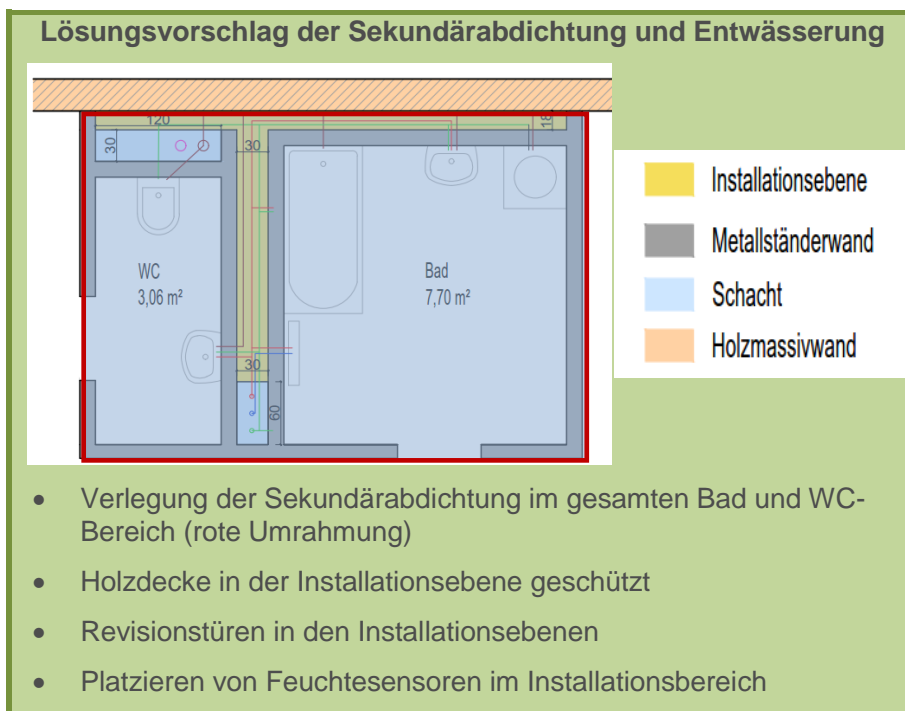 Lösungsvorschlag der Sekundärabdichtung und Entwässerung
120
18
30
30
WC
3,06 m²
Bad
7,70 m²
30
60
Installationsebene
Metallständerwand
Schacht
Holzmassivwand
• Verlegung der Sekundärabdichtung im gesamten Bad und WC-
Bereich (rote Umrahmung)
• Holzdecke in der Installationsebene geschützt
• Revisionstüren in den Installationsebenen
• Platzieren von Feuchtesensoren im Installationsbereich